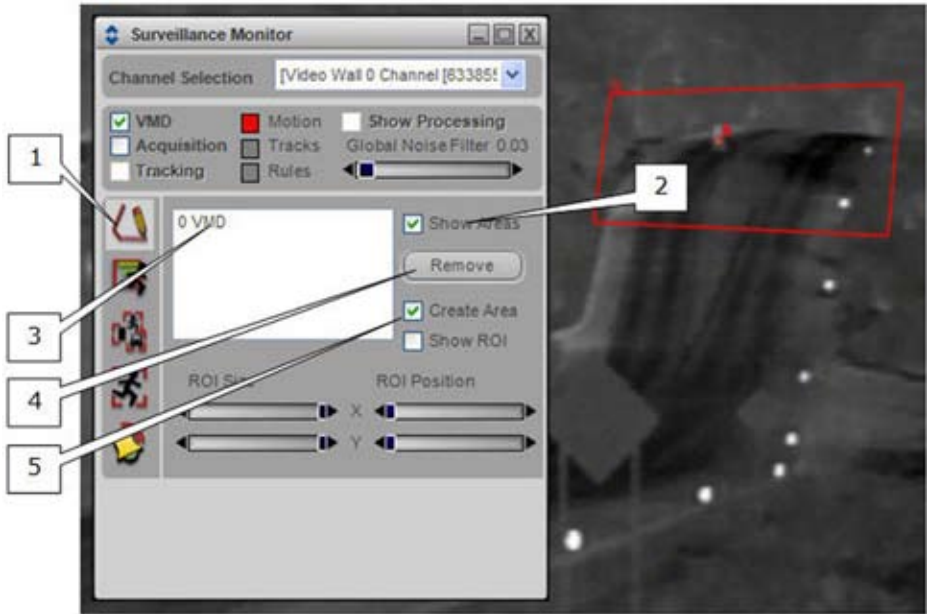 Surveillance Monitor
Channel Selection [Video Wall 0 Channel [633855
VMD Motion Show Processing
Acquisition Tracks Global Noise Filter 0.03
Tracking Rules
1
2
0 VMD Show Areas
Remove
3
Create Area
Show ROI
4
ROI Size ROI Position
X
Y
5